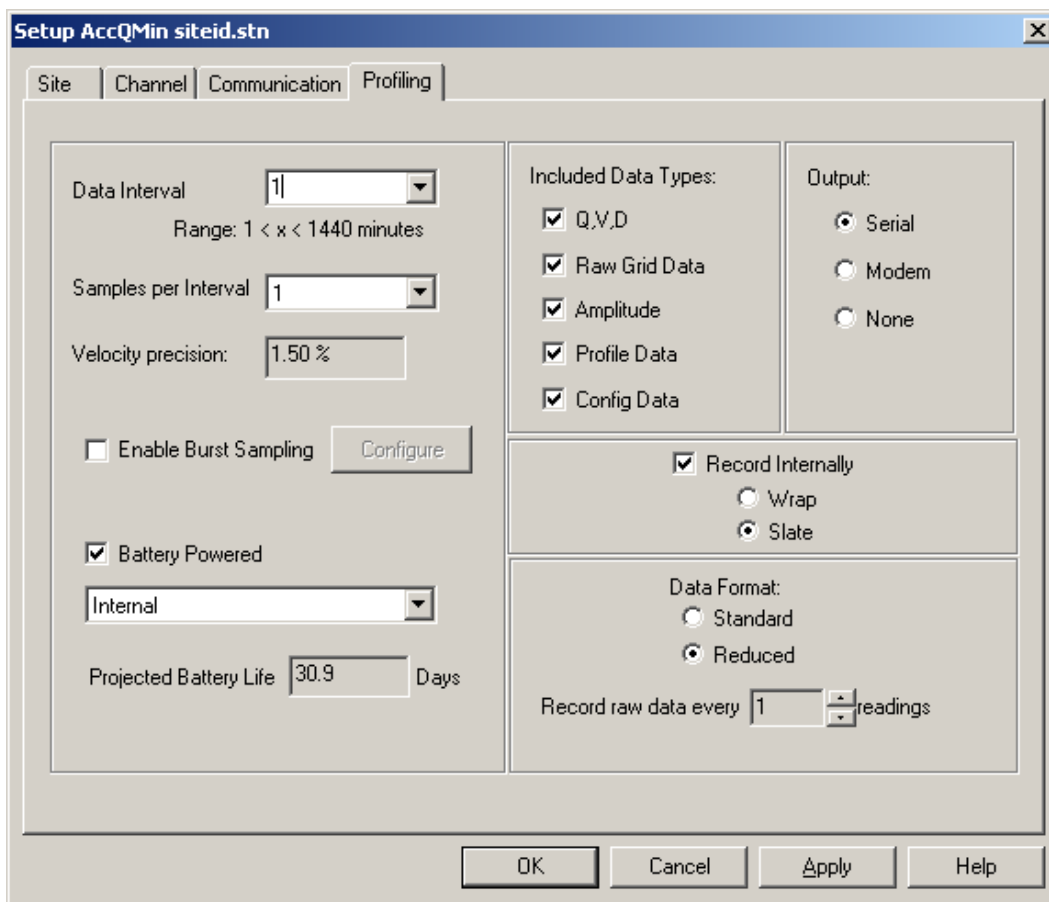 Setup AccQMin siteid.stn
Site Channel Communication Profiling
Data Interval 1
Range: 1 < x < 1440 minutes
Samples per Interval 1
Velocity precision: 1.50 %
Enable Burst Sampling Configure
Battery Powered
Internal
Projected Battery Life 30.9 Days
Included Data Types:
Q,V,D
Raw Grid Data
Amplitude
Profile Data
Config Data
Output:
Serial
Modem
None
Record Internally
Wrap
Slate
Data Format:
Standard
Reduced
Record raw data every 1 readings
OK Cancel Apply Help